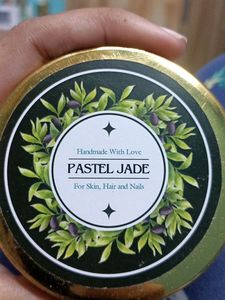 Handmade With Love
PASTEL JADE
For Skin, Hair and Nails